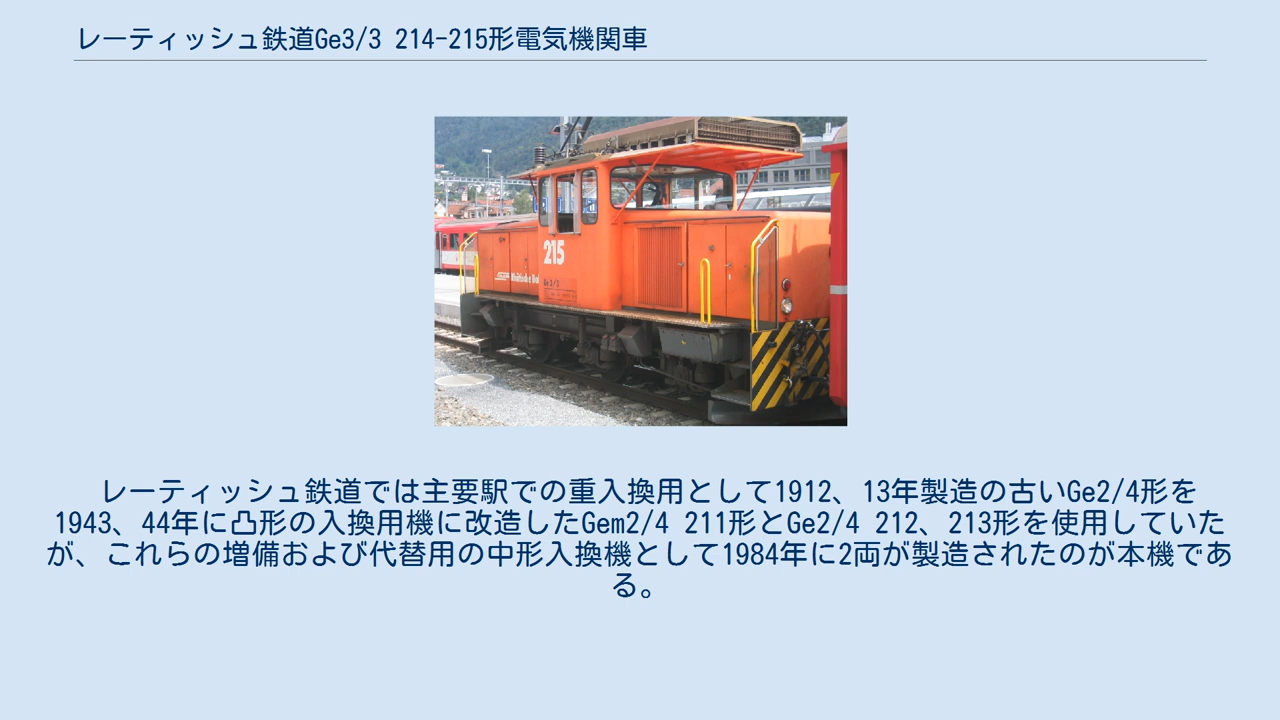 レーティッシュ鉄道Ge3/3 214-215形電気機関車
215
Ge 3/3
レーティッシュ鉄道では主要駅での重入換用として1912、13年製造の古いGe2/4形を
1943、44年に凸形の入換用機に改造したGem2/4 211形とGe2/4 212、213形を使用していた
が、これらの増備および代替用の中形入換機として1984年に2両が製造されたのが本機であ
る。